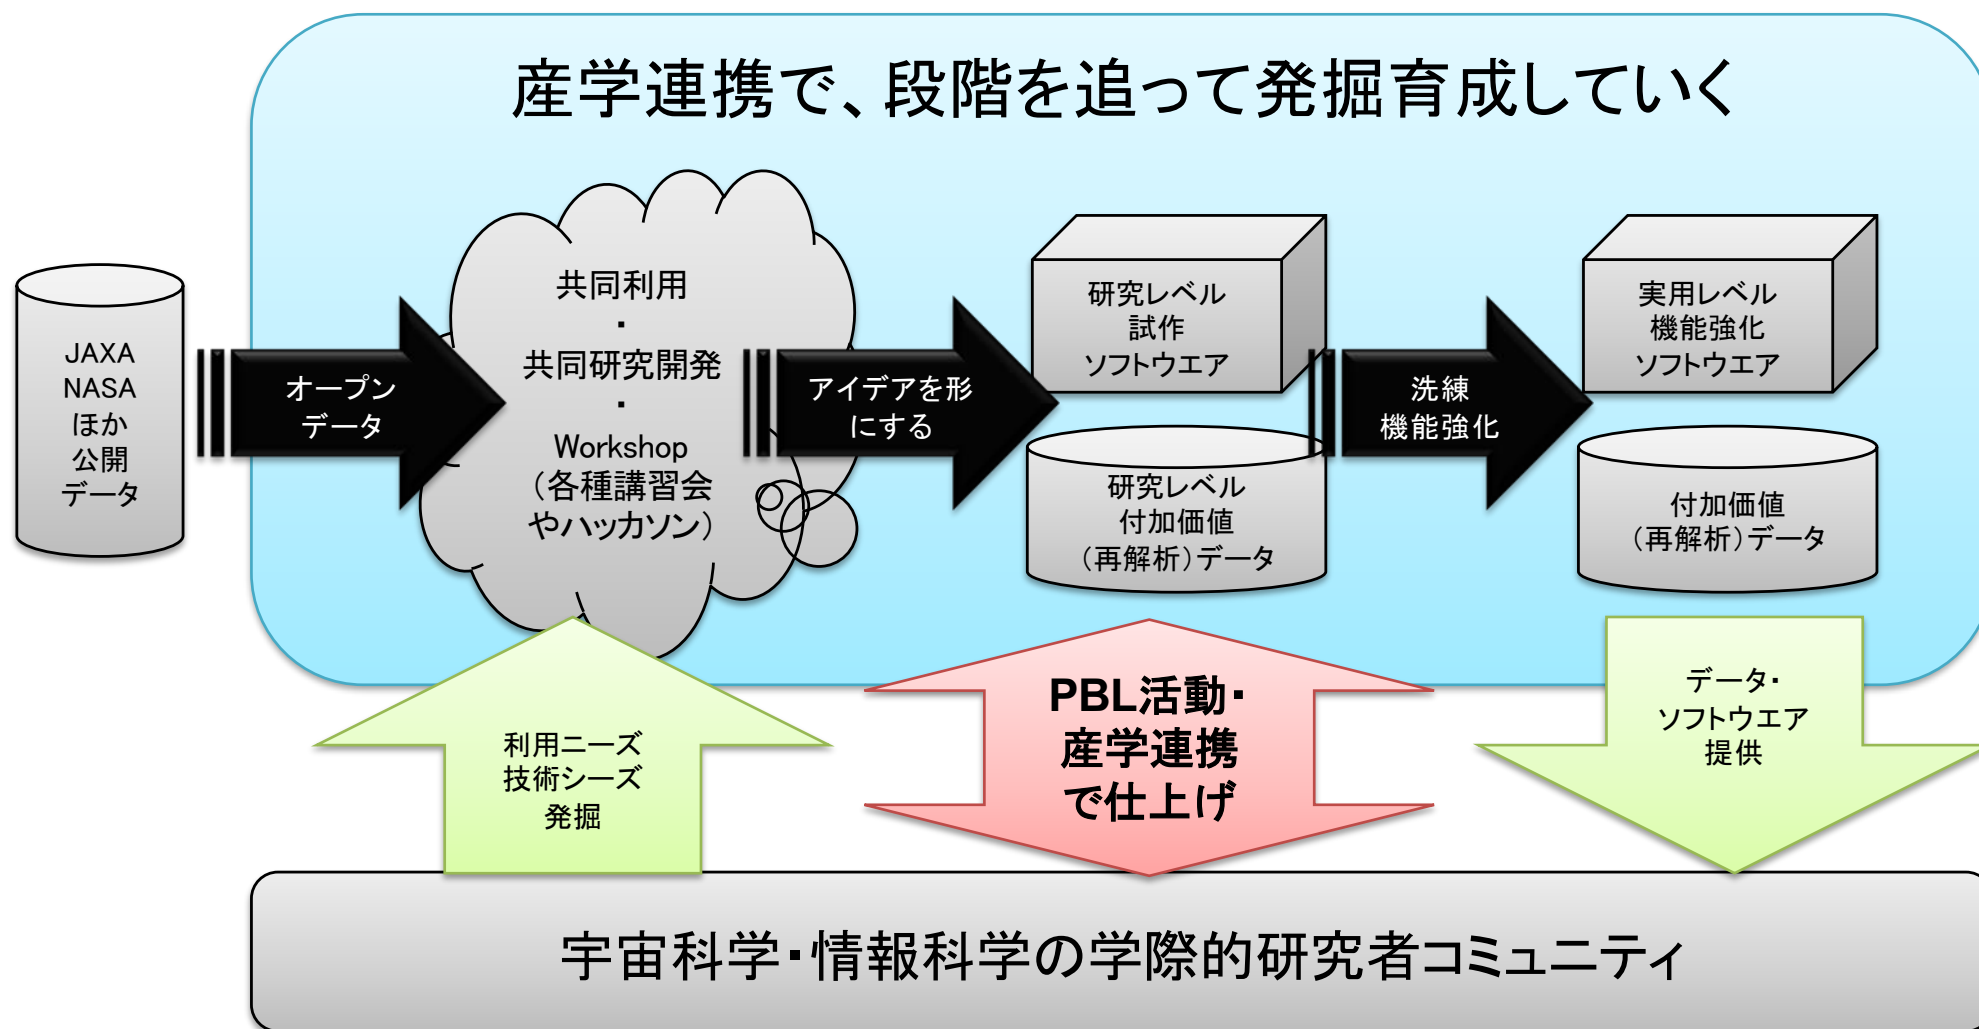 産学連携で、段階を追って発掘育成していく
JAXA
NASA
ほか
公開
データ
オープン
データ
共同利用
・
共同研究開発
・
Workshop
（各種講習会
やハッカソン）
アイデアを形
にする
研究レベル
試作
ソフトウエア
研究レベル
付加価値
（再解析）データ
洗練
機能強化
実用レベル
機能強化
ソフトウエア
付加価値
（再解析）データ
利用ニーズ
技術シーズ
発掘
PBL活動・
産学連携
で仕上げ
データ・
ソフトウエア
提供
宇宙科学・情報科学の学際的研究者コミュニティ